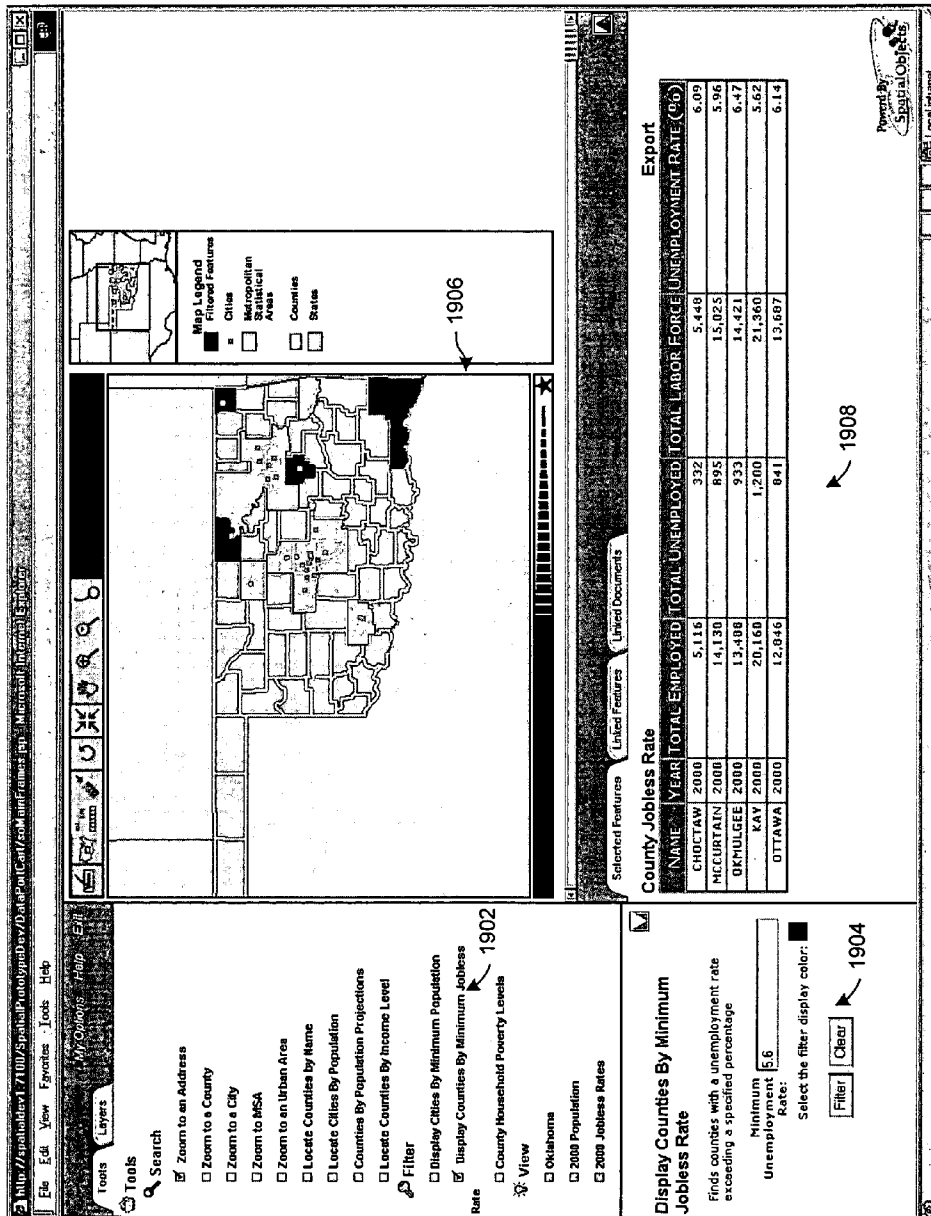 http://spatialdev1:7100/SpatialPrototypeDev/DataPortCart/soMainFrames.jsp - Microsoft Internet Explorer
File Edit View Favorites Tools Help
Tools Layers
My Options Help Exit
Tools
Search
Zoom to an Address
Zoom to a County
Zoom to a City
Zoom to MSA
Zoom to an Urban Area
Locate Counties by Name
Locate Cities By Population
Counties By Population Projections
Locate Counties By Income Level
Filter
Display Cities By Minimum Population
Display Counties By Minimum Jobless
Rate
County Household Poverty Levels
View
Oklahoma
2000 Population
2000 Jobless Rates
1902
Map Legend
Filtered Features
Cities
Metropolitan
Statistical
Areas
Counties
States
1906
Display Counties By Minimum
Jobless Rate
Finds counties with a unemployment rate
exceeding a specified percentage
Minimum
Unemployment 5.6
Rate:
Select the filter display color:
Filter Clear
1904
Selected Features Linked Features Linked Documents
County Jobless Rate Export
NAME YEAR TOTAL EMPLOYED TOTAL UNEMPLOYED TOTAL LABOR FORCE UNEMPLOYMENT RATE (%)
CHOCTAW 2000 5,116 332 5,448 6.09
MCCURTAIN 2000 14,130 895 15,025 5.96
OKMULGEE 2000 13,488 933 14,421 6.47
KAY 2000 20,160 1,200 21,360 5.62
OTTAWA 2000 12,846 841 13,687 6.14
1908
Powered By
SpatialObjects
Local intranet